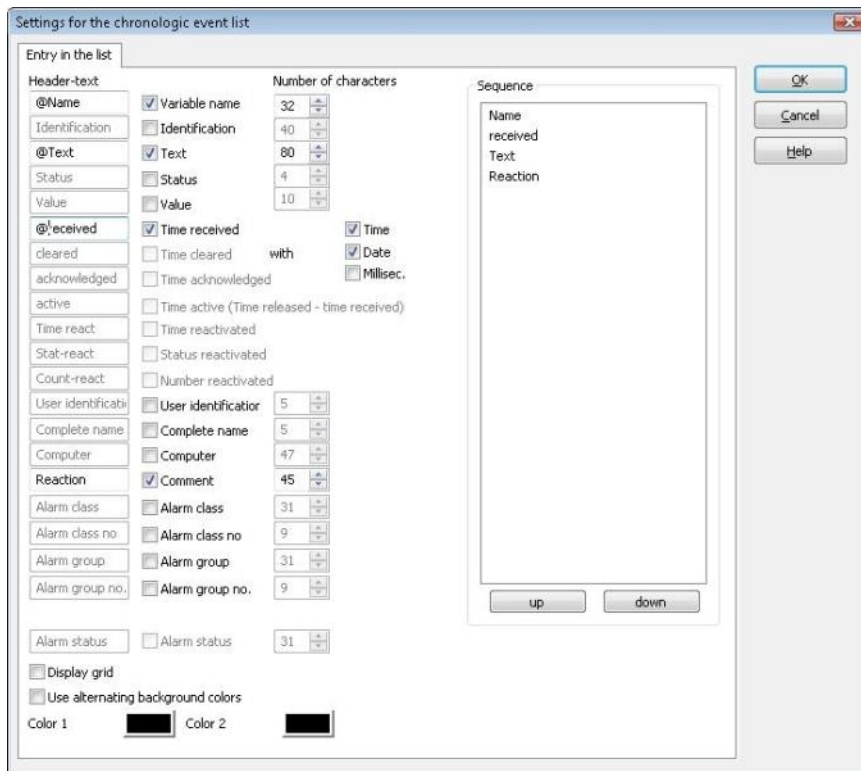 Settings for the chronologic event list
Entry in the list
Header-text Number of characters
@Name Variable name 32
Identification Identification 40
@Text Text 80
Status Status 4
Value Value 10
@received Time received Time
cleared Time cleared with Date
acknowledged Time acknowledged Millisec.
active Time active (Time released - time received)
Time react Time reactivated
Stat-react Status reactivated
Count-react Number reactivated
User identificati User identificatior 5
Complete name Complete name 5
Computer Computer 47
Reaction Comment 45
Alarm class Alarm class 31
Alarm class no Alarm class no 9
Alarm group Alarm group 31
Alarm group no. Alarm group no. 9
Alarm status Alarm status 31
Display grid
Use alternating background colors
Color 1 Color 2
Sequence
Name
received
Text
Reaction
up down
OK
Cancel
Help